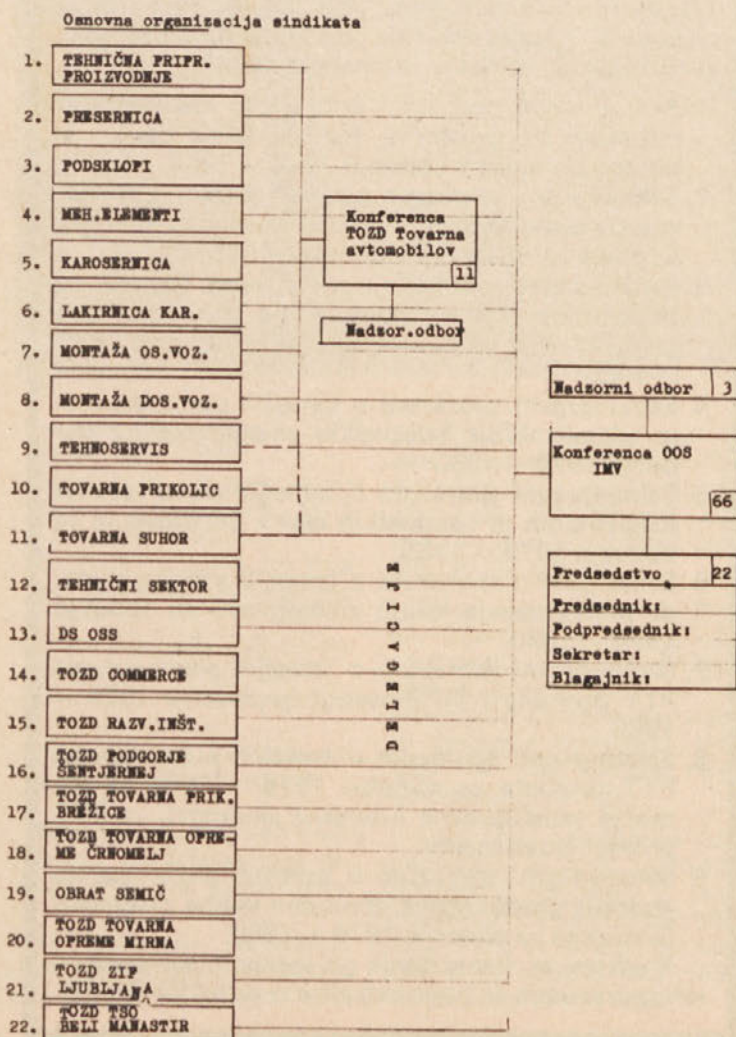 Osnovna organizacija sindikata
1. TEHNIČNA PRIPR.
PROIZVODNJE
2. PRESERNICA
3. PODSKLOPI
4. MEH.ELEMENTI
5. KAROSERNICA
6. LAKIRNICA KAR.
7. MONTAŽA OS.VOZ.
8. MONTAŽA DOS.VOZ.
9. TEHNOSERVIS
10. TOVARNA PRIKOLIC
11. TOVARNA SUHOR
12. TEHNIČNI SEKTOR
13. DS OSS
14. TOZD COMMERCE
15. TOZD RAZV.INŠT.
16. TOZD PODGORJE
ŠENTJERNEJ
17. TOZD TOVARNA PRIK.
BREŽICE
18. TOZD TOVARNA OPRE-
ME ČRNOMELJ
19. OBRAT SEMIČ
20. TOZD TOVARNA
OPREME MIRNA
21. TOZD ZIP
LJUBLJANA
22. TOZD TSO
BELI MANASTIR
Konferenca
TOZD Tovarna
avtomobilov
11
Nadzor.odbor
DELEGACIJE
Nadzorni odbor 3
Konferenca OOS
IMV
66
Predsedstvo 22
Predsednik:
Podpredsednik:
Sekretar:
Blagajnik: